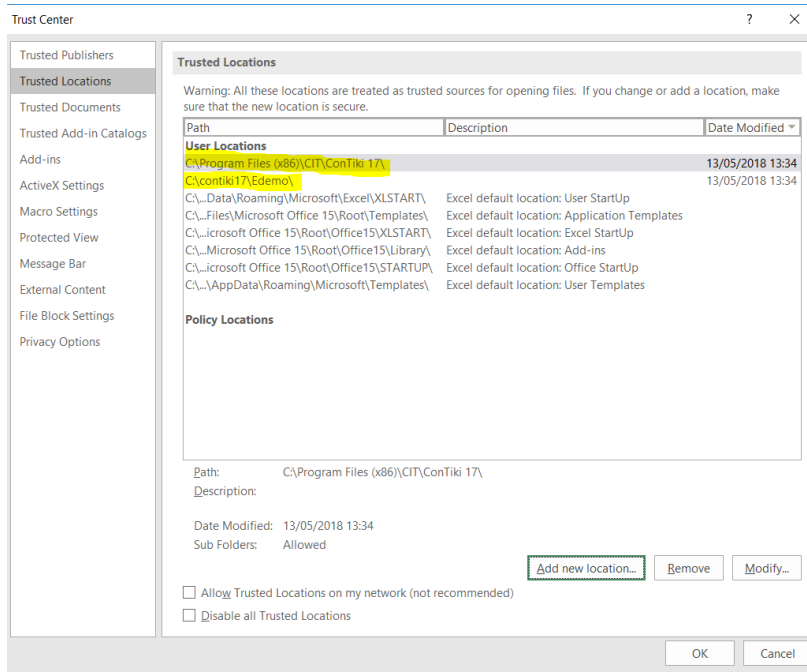 Trust Center
?
Trusted Publishers
Trusted Locations
Trusted Documents
Trusted Add-in Catalogs
Add-ins
ActiveX Settings
Macro Settings
Protected View
Message Bar
External Content
File Block Settings
Privacy Options
Trusted Locations
Warning: All these locations are treated as trusted sources for opening files. If you change or add a location, make
sure that the new location is secure.
Path Description Date Modified
User Locations
C:\Program Files (x86)\CIT\ConTiki 17\ 13/05/2018 13:34
C:\contiki17\Edemo\ 13/05/2018 13:34
C:\...Data\Roaming\Microsoft\Excel\XLSTART\ Excel default location: User StartUp
C:\...Files\Microsoft Office 15\Root\Templates\ Excel default location: Application Templates
C:\...icrosoft Office 15\Root\Office15\XLSTART\ Excel default location: Excel StartUp
C:\...Microsoft Office 15\Root\Office15\Library\ Excel default location: Add-ins
C:\...icrosoft Office 15\Root\Office15\STARTUP\ Excel default location: Office StartUp
C:\...\AppData\Roaming\Microsoft\Templates\ Excel default location: User Templates
Policy Locations
Path: C:\Program Files (x86)\CIT\ConTiki 17\
Description:
Date Modified: 13/05/2018 13:34
Sub Folders: Allowed
Add new location... Remove Modify...
Allow Trusted Locations on my network (not recommended)
Disable all Trusted Locations
OK Cancel